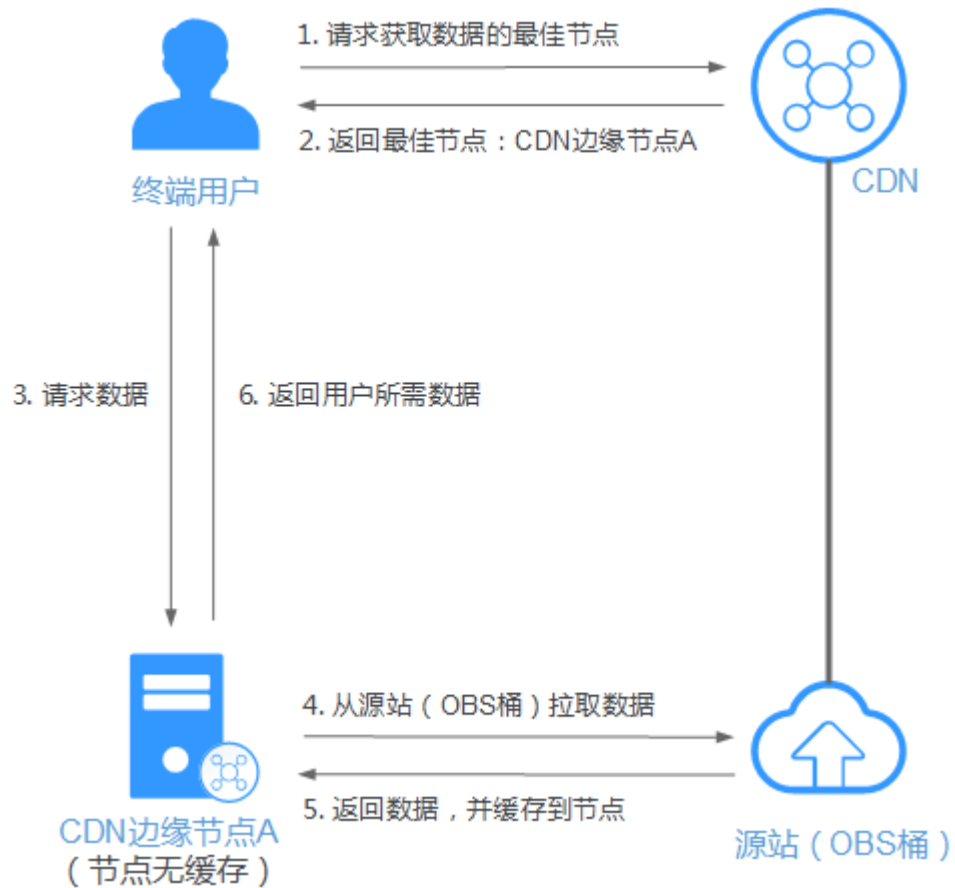 1. 请求获取数据的最佳节点
2. 返回最佳节点：CDN边缘节点A
终端用户
CDN
3. 请求数据
6. 返回用户所需数据
4. 从源站（OBS桶）拉取数据
5. 返回数据，并缓存到节点
CDN边缘节点A
（节点无缓存）
源站（OBS桶）